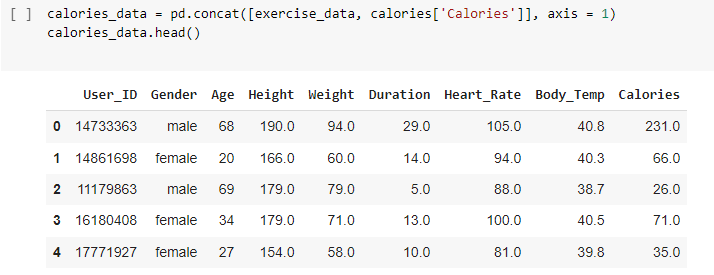 [ ] calories_data = pd.concat([exercise_data, calories['Calories']], axis = 1)
calories_data.head()
User_ID Gender Age Height Weight Duration Heart_Rate Body_Temp Calories
0 14733363 male 68 190.0 94.0 29.0 105.0 40.8 231.0
1 14861698 female 20 166.0 60.0 14.0 94.0 40.3 66.0
2 11179863 male 69 179.0 79.0 5.0 88.0 38.7 26.0
3 16180408 female 34 179.0 71.0 13.0 100.0 40.5 71.0
4 17771927 female 27 154.0 58.0 10.0 81.0 39.8 35.0